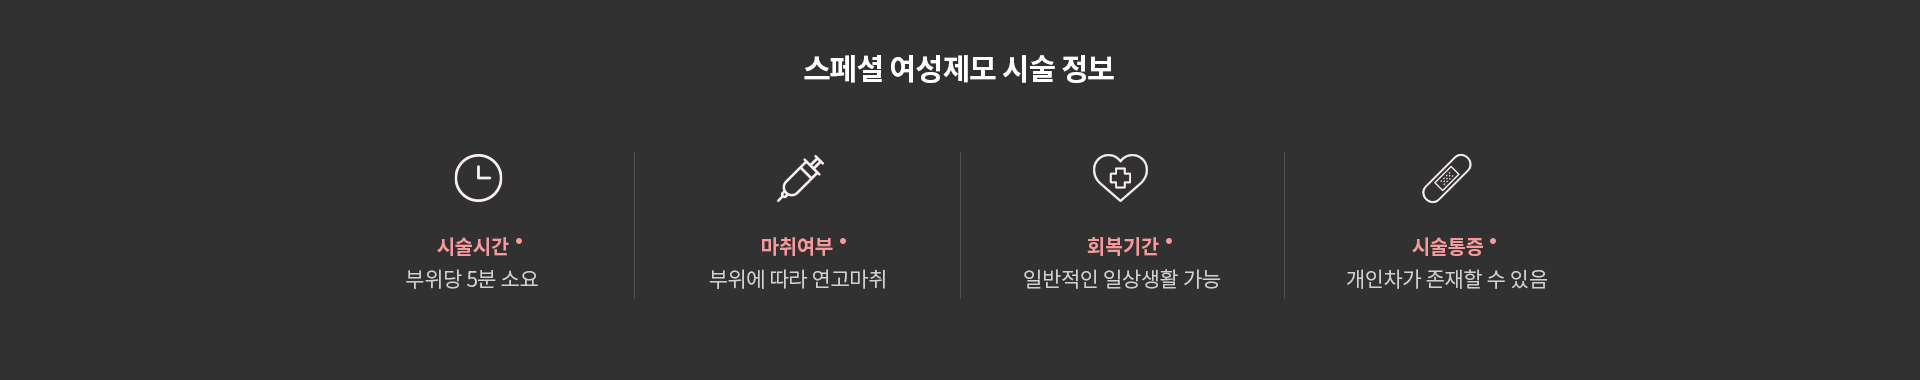 스페셜 여성제모 시술 정보
시술시간
부위당 5분 소요
마취여부
부위에 따라 연고마취
회복기간
일반적인 일상생활 가능
시술통증
개인차가 존재할 수 있음